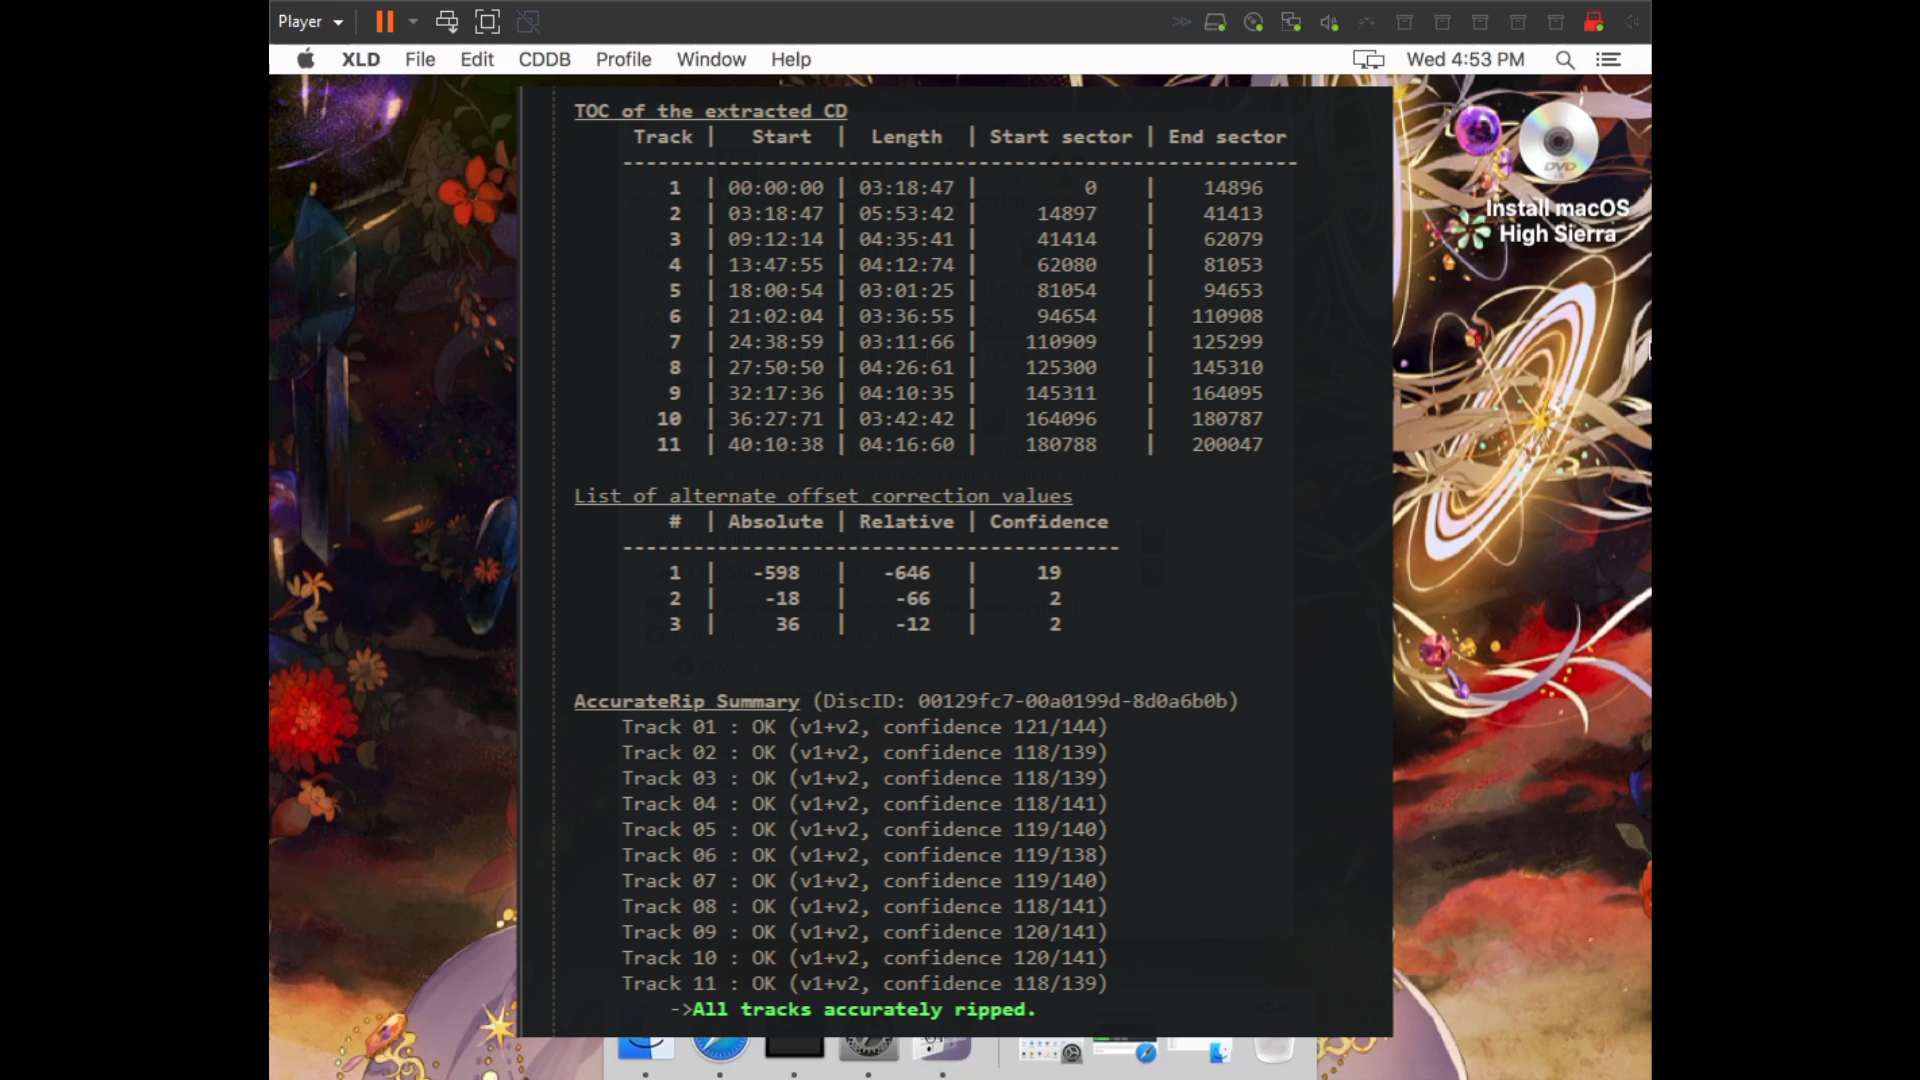 Player
XLD File Edit CDDB Profile Window Help Wed 4:53 PM
TOC of the extracted CD
Track | Start | Length | Start sector | End sector
---------------------------------------------------------
1 | 00:00:00 | 03:18:47 | 0 | 14896
2 | 03:18:47 | 05:53:42 | 14897 | 41413
3 | 09:12:14 | 04:35:41 | 41414 | 62079
4 | 13:47:55 | 04:12:74 | 62080 | 81053
5 | 18:00:54 | 03:01:25 | 81054 | 94653
6 | 21:02:04 | 03:36:55 | 94654 | 110908
7 | 24:38:59 | 03:11:66 | 110909 | 125299
8 | 27:50:50 | 04:26:61 | 125300 | 145310
9 | 32:17:36 | 04:10:35 | 145311 | 164095
10 | 36:27:71 | 03:42:42 | 164096 | 180787
11 | 40:10:38 | 04:16:60 | 180788 | 200047
List of alternate offset correction values
# | Absolute | Relative | Confidence
------------------------------------------
1 | -598 | -646 | 19
2 | -18 | -66 | 2
3 | 36 | -12 | 2
AccurateRip Summary (DiscID: 00129fc7-00a0199d-8d0a6b0b)
Track 01 : OK (v1+v2, confidence 121/144)
Track 02 : OK (v1+v2, confidence 118/139)
Track 03 : OK (v1+v2, confidence 118/139)
Track 04 : OK (v1+v2, confidence 118/141)
Track 05 : OK (v1+v2, confidence 119/140)
Track 06 : OK (v1+v2, confidence 119/138)
Track 07 : OK (v1+v2, confidence 119/140)
Track 08 : OK (v1+v2, confidence 118/141)
Track 09 : OK (v1+v2, confidence 120/141)
Track 10 : OK (v1+v2, confidence 120/141)
Track 11 : OK (v1+v2, confidence 118/139)
->All tracks accurately ripped.
DVD
Install macOS
High Sierra